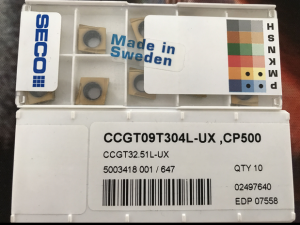 SECO
Made in
Sweden
P
M
K
N
S
H
CCGT09T304L-UX ,CP500
CCGT32.51L-UX
5003418 001 / 647
QTY 10
02497640
EDP 07558